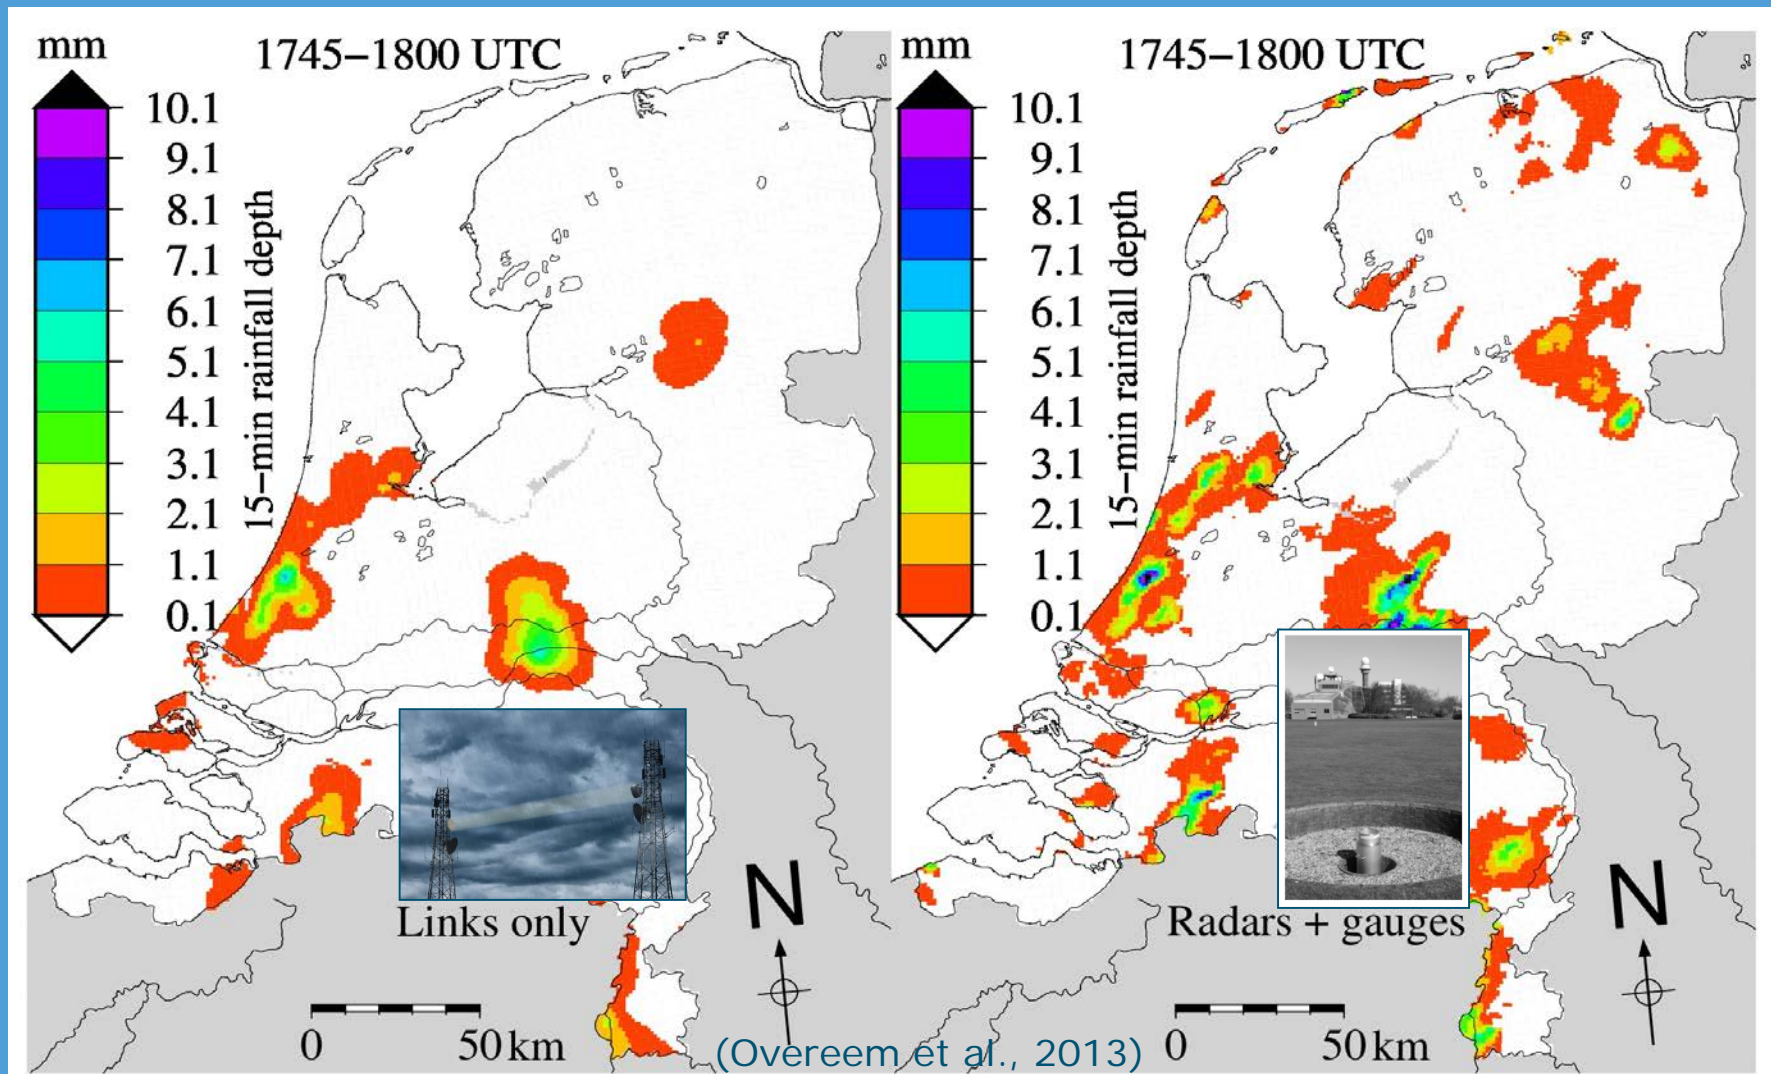 mm
1745–1800 UTC
10.1
9.1
8.1
7.1
6.1
5.1
4.1
3.1
2.1
1.1
0.1
15-min rainfall depth
Links only
N
0 50 km
mm
1745–1800 UTC
10.1
9.1
8.1
7.1
6.1
5.1
4.1
3.1
2.1
1.1
0.1
15-min rainfall depth
Radars + gauges
N
0 50 km
(Overeem et al., 2013)